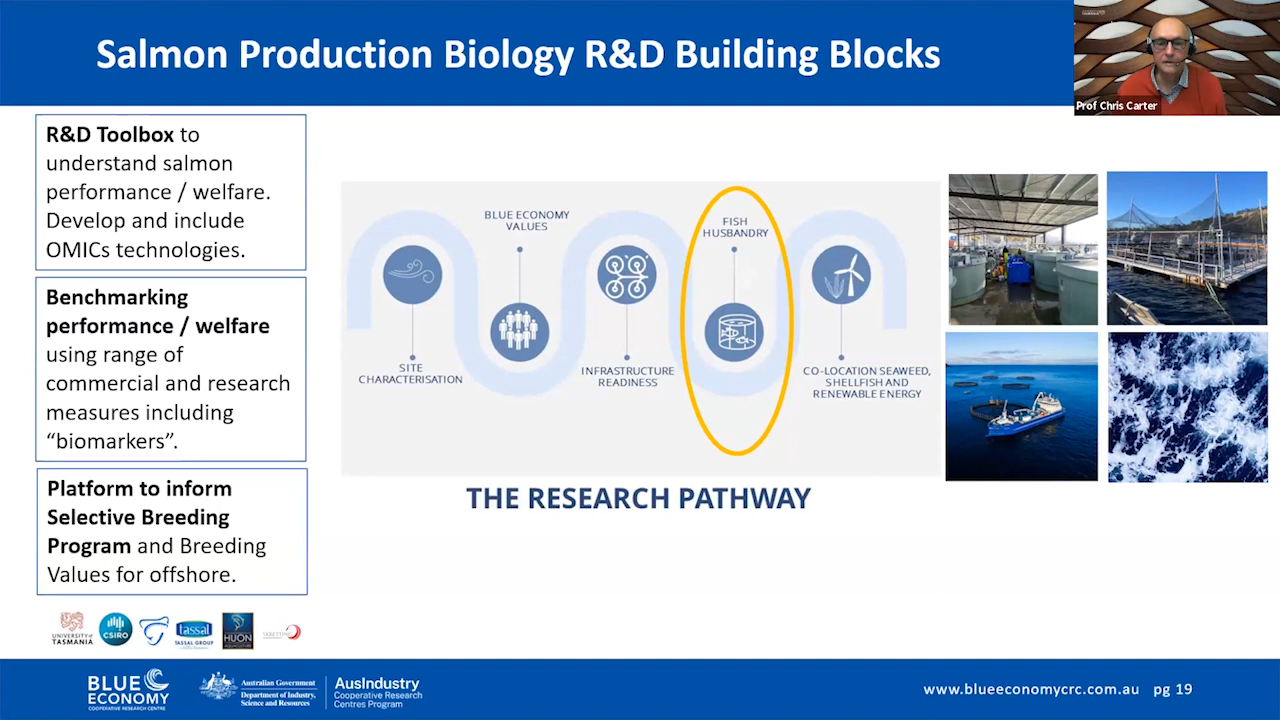 Salmon Production Biology R&D Building Blocks
Prof Chris Carter
R&D Toolbox to
understand salmon
performance / welfare.
Develop and include
OMICs technologies.
Benchmarking
performance / welfare
using range of
commercial and research
measures including
“biomarkers”.
Platform to inform
Selective Breeding
Program and Breeding
Values for offshore.
BLUE ECONOMY
VALUES
FISH
HUSBANDRY
SITE
CHARACTERISATION
INFRASTRUCTURE
READINESS
CO-LOCATION SEAWEED,
SHELLFISH AND
RENEWABLE ENERGY
THE RESEARCH PATHWAY
UNIVERSITY of
TASMANIA
CSIRO
tassal
TASSAL GROUP
HUON
AQUACULTURE
SKRETTING
BLUE
ECONOMY
COOPERATIVE RESEARCH CENTRE
Australian Government
Department of Industry,
Science and Resources
AusIndustry
Cooperative Research
Centres Program
www.blueeconomycrc.com.au pg 19